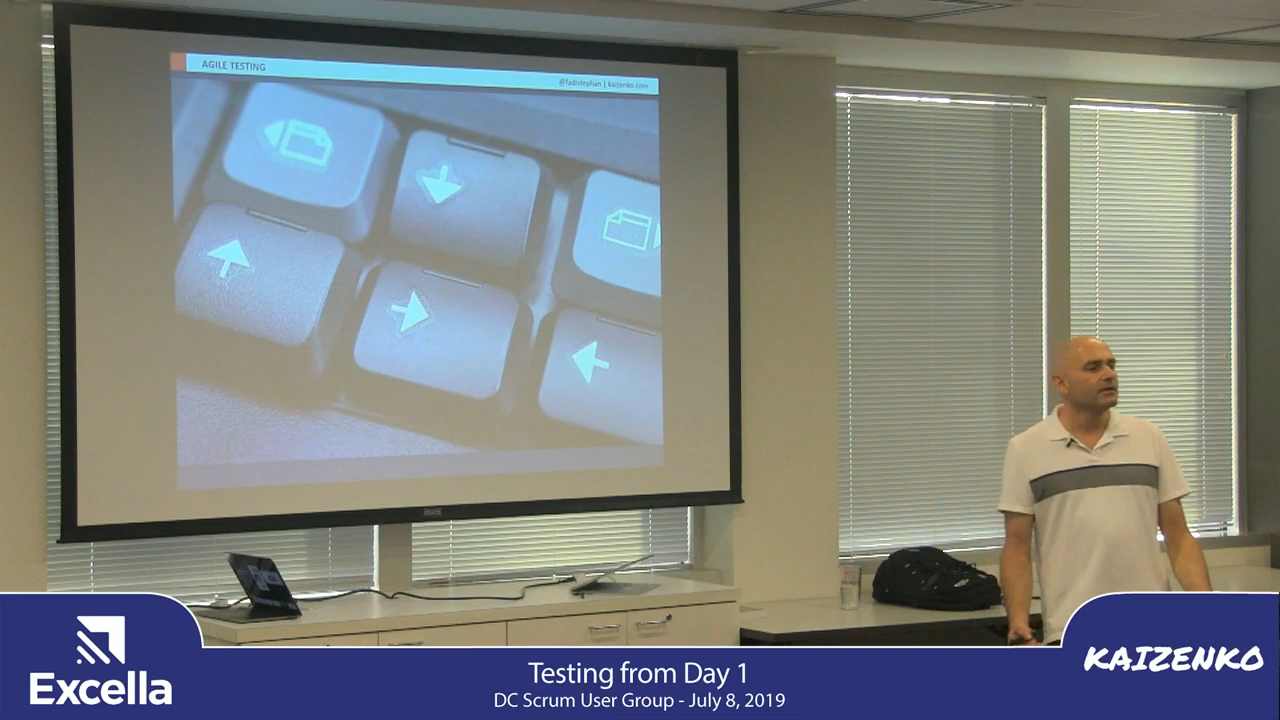 AGILE TESTING
@fadistephan | kaizenko.com
Excella
Testing from Day 1
DC Scrum User Group - July 8, 2019
KAIZENKO